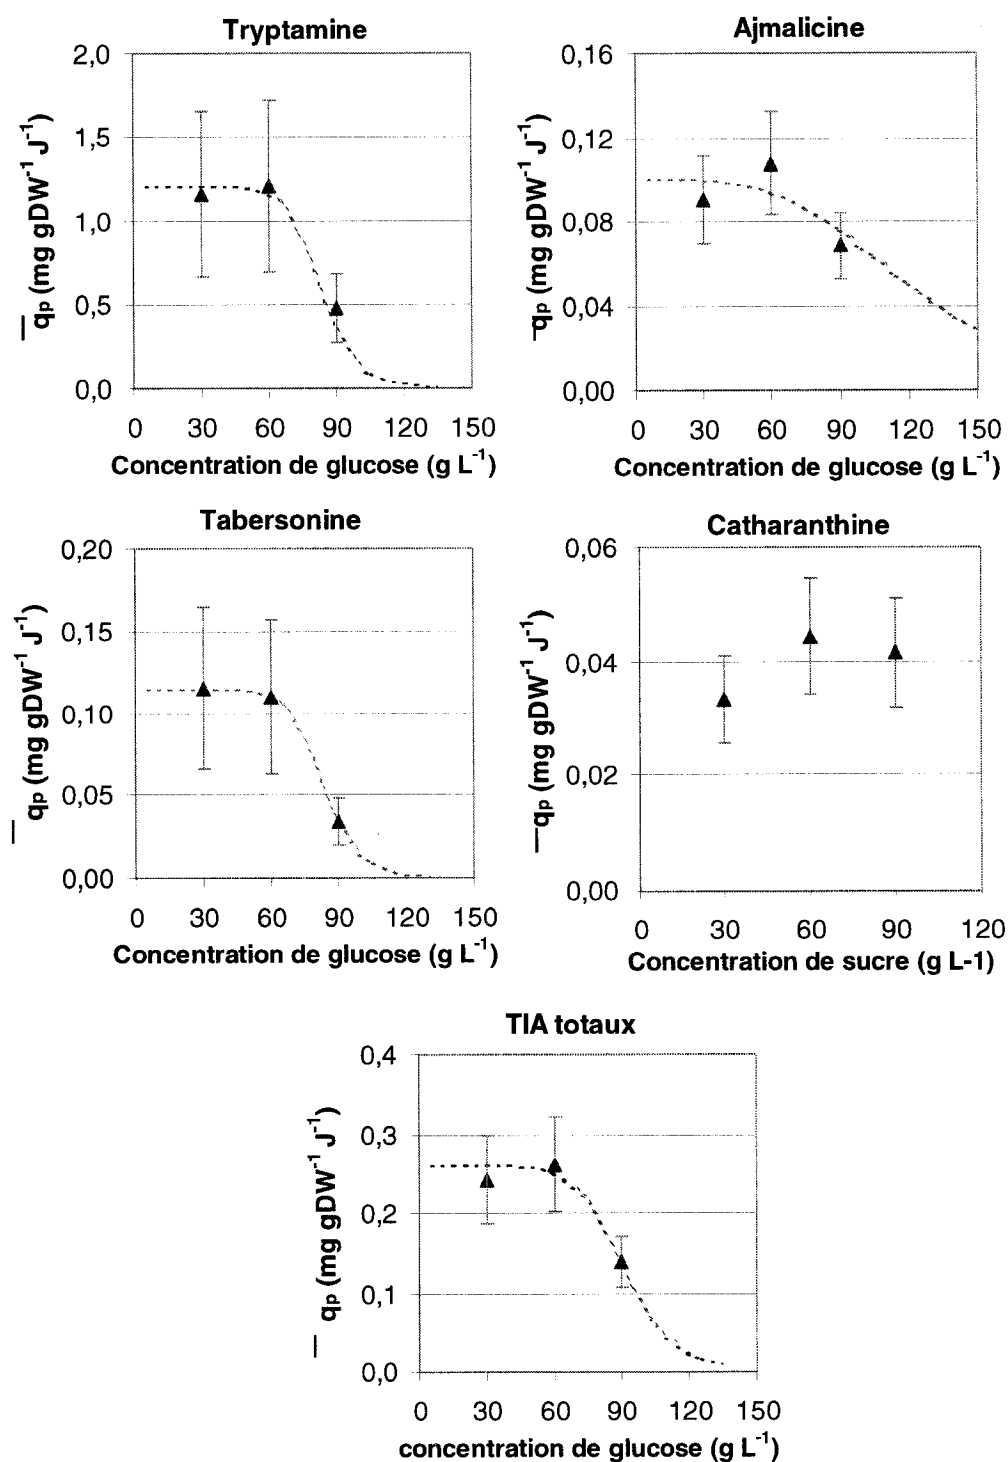 Tryptamine
2,0
1,5
1,0
0,5
0,0
0 30 60 90 120 150
q̅p (mg gDW⁻¹ J⁻¹)
Concentration de glucose (g L⁻¹)
Ajmalicine
0,16
0,12
0,08
0,04
0,00
0 30 60 90 120 150
q̅p (mg gDW⁻¹ J⁻¹)
Concentration de glucose (g L⁻¹)
Tabersonine
0,20
0,15
0,10
0,05
0,00
0 30 60 90 120 150
q̅p (mg gDW⁻¹ J⁻¹)
Concentration de glucose (g L⁻¹)
Catharanthine
0,06
0,04
0,02
0,00
0 30 60 90 120
q̅p (mg gDW⁻¹ J⁻¹)
Concentration de sucre (g L-1)
TIA totaux
0,4
0,3
0,2
0,1
0,0
0 30 60 90 120 150
q̅p (mg gDW⁻¹ J⁻¹)
concentration de glucose (g L⁻¹)